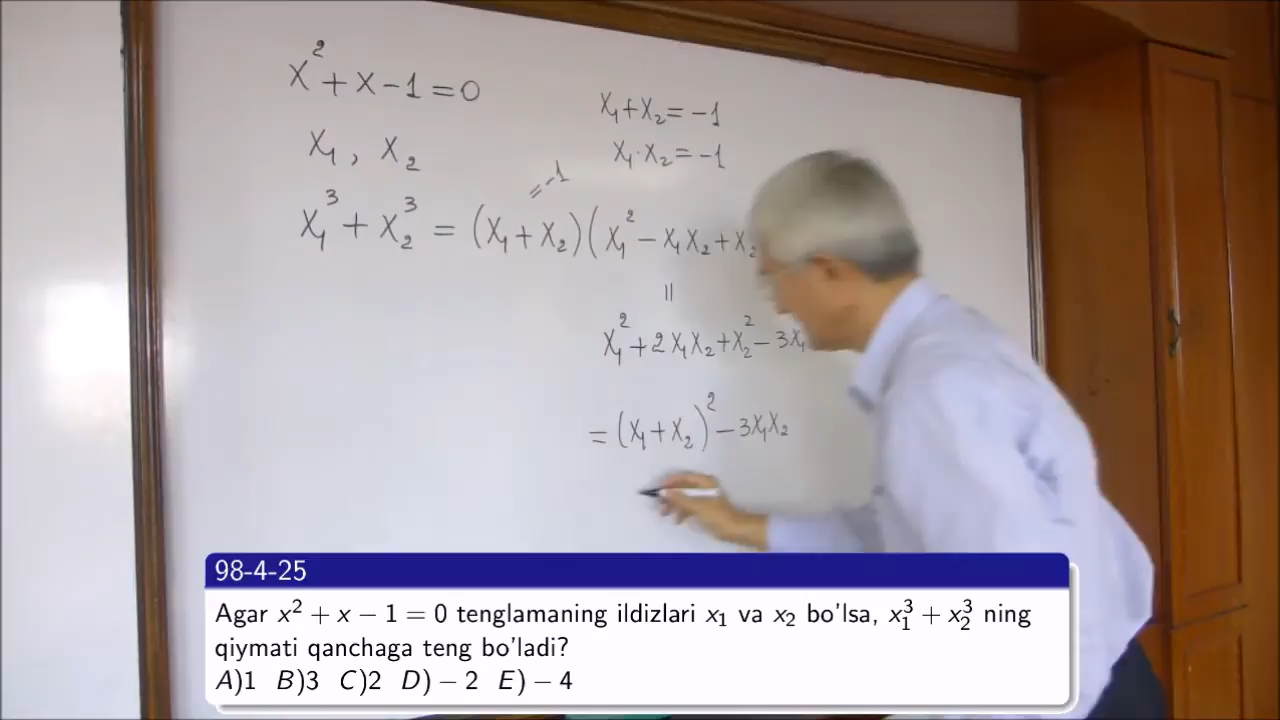 x² + x - 1 = 0
x₁ + x₂ = -1
x₁, x₂
x₁ · x₂ = -1
= -1
x₁³ + x₂³ = (x₁ + x₂)(x₁² - x₁x₂ + x₂
=
x₁² + 2x₁x₂ + x₂² - 3x₁
= (x₁ + x₂)² - 3x₁x₂
98-4-25
Agar x² + x − 1 = 0 tenglamaning ildizlari x₁ va x₂ bo'lsa, x₁³ + x₂³ ning
qiymati qanchaga teng bo'ladi?
A)1 B)3 C)2 D) − 2 E) − 4